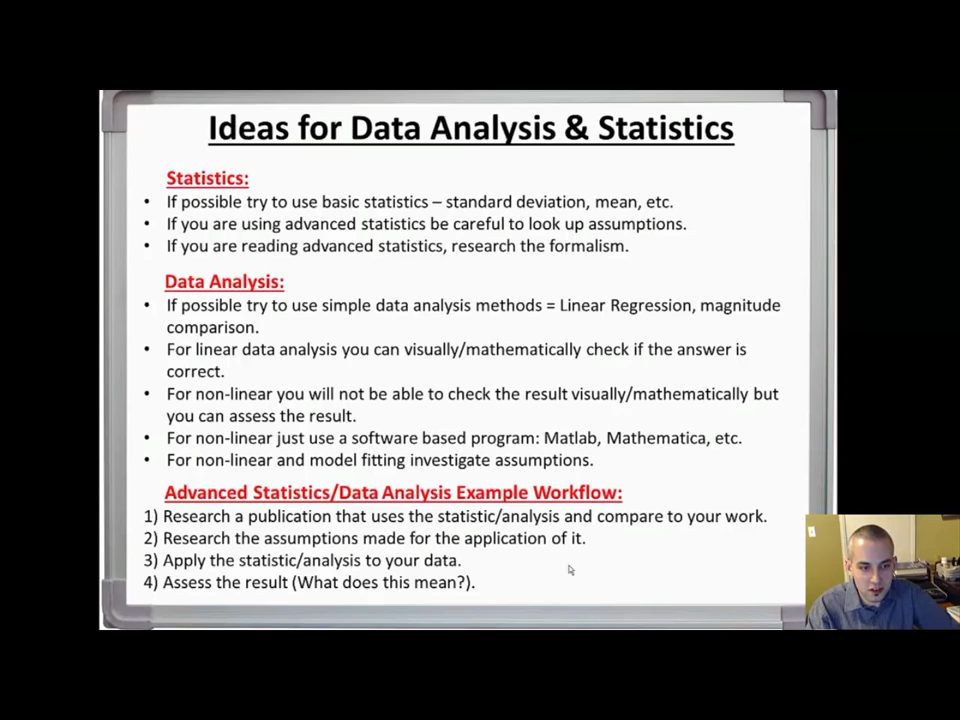 Ideas for Data Analysis & Statistics
Statistics:
• If possible try to use basic statistics – standard deviation, mean, etc.
• If you are using advanced statistics be careful to look up assumptions.
• If you are reading advanced statistics, research the formalism.
Data Analysis:
• If possible try to use simple data analysis methods = Linear Regression, magnitude
comparison.
• For linear data analysis you can visually/mathematically check if the answer is
correct.
• For non-linear you will not be able to check the result visually/mathematically but
you can assess the result.
• For non-linear just use a software based program: Matlab, Mathematica, etc.
• For non-linear and model fitting investigate assumptions.
Advanced Statistics/Data Analysis Example Workflow:
1) Research a publication that uses the statistic/analysis and compare to your work.
2) Research the assumptions made for the application of it.
3) Apply the statistic/analysis to your data.
4) Assess the result (What does this mean?).